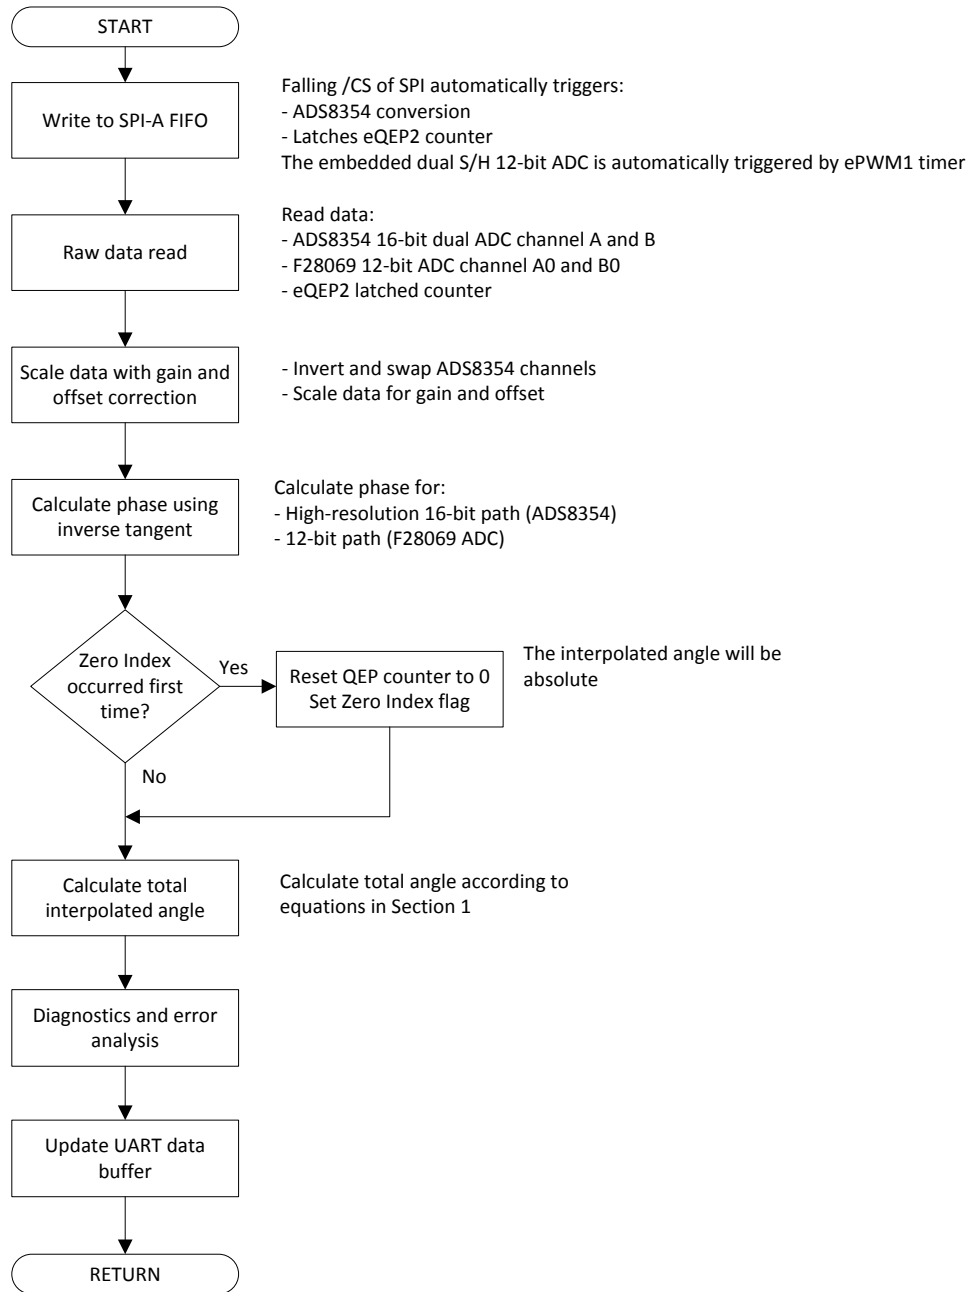 START
Write to SPI-A FIFO
Falling /CS of SPI automatically triggers:
- ADS8354 conversion
- Latches eQEP2 counter
The embedded dual S/H 12-bit ADC is automatically triggered by ePWM1 timer
Raw data read
Read data:
- ADS8354 16-bit dual ADC channel A and B
- F28069 12-bit ADC channel A0 and B0
- eQEP2 latched counter
Scale data with gain and
offset correction
- Invert and swap ADS8354 channels
- Scale data for gain and offset
Calculate phase using
inverse tangent
Calculate phase for:
- High-resolution 16-bit path (ADS8354)
- 12-bit path (F28069 ADC)
Zero Index
occurred first
time?
Yes
Reset QEP counter to 0
Set Zero Index flag
The interpolated angle will be
absolute
No
Calculate total
interpolated angle
Calculate total angle according to
equations in Section 1
Diagnostics and error
analysis
Update UART data
buffer
RETURN